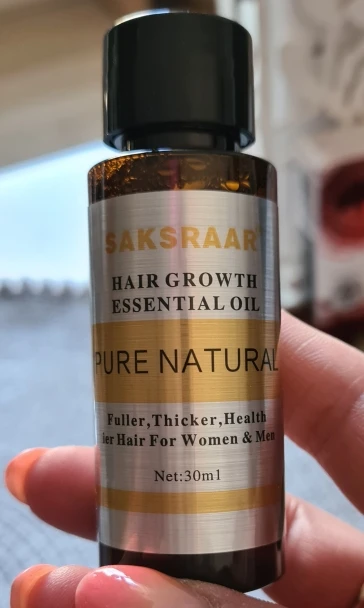 SAKSRAAR
HAIR GROWTH
ESSENTIAL OIL
PURE NATURAL
Fuller,Thicker,Health
ier Hair For Women & Men
Net:30ml